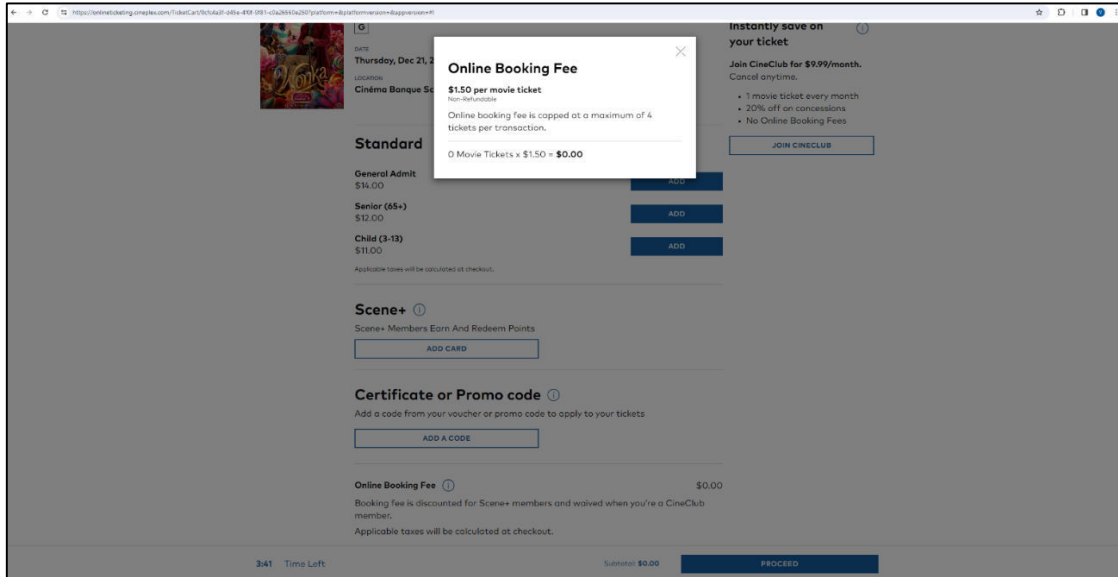 Wonka
G
DATE
Thursday, Dec 21, 2
LOCATION
Cinéma Banque Sc
Online Booking Fee
$1.50 per movie ticket
Non-Refundable
Online booking fee is capped at a maximum of 4
tickets per transaction.
0 Movie Tickets x $1.50 = $0.00
Standard
General Admit
$14.00
ADD
Senior (65+)
$12.00
ADD
Child (3-13)
$11.00
ADD
Applicable taxes will be calculated at checkout.
Scene+
Scene+ Members Earn And Redeem Points
ADD CARD
Certificate or Promo code
Add a code from your voucher or promo code to apply to your tickets
ADD A CODE
Online Booking Fee
$0.00
Booking fee is discounted for Scene+ members and waived when you're a CineClub
member.
Applicable taxes will be calculated at checkout.
Instantly save on
your ticket
Join CineClub for $9.99/month.
Cancel anytime.
• 1 movie ticket every month
• 20% off on concessions
• No Online Booking Fees
JOIN CINECLUB
3:41 Time Left
Subtotal: $0.00
PROCEED